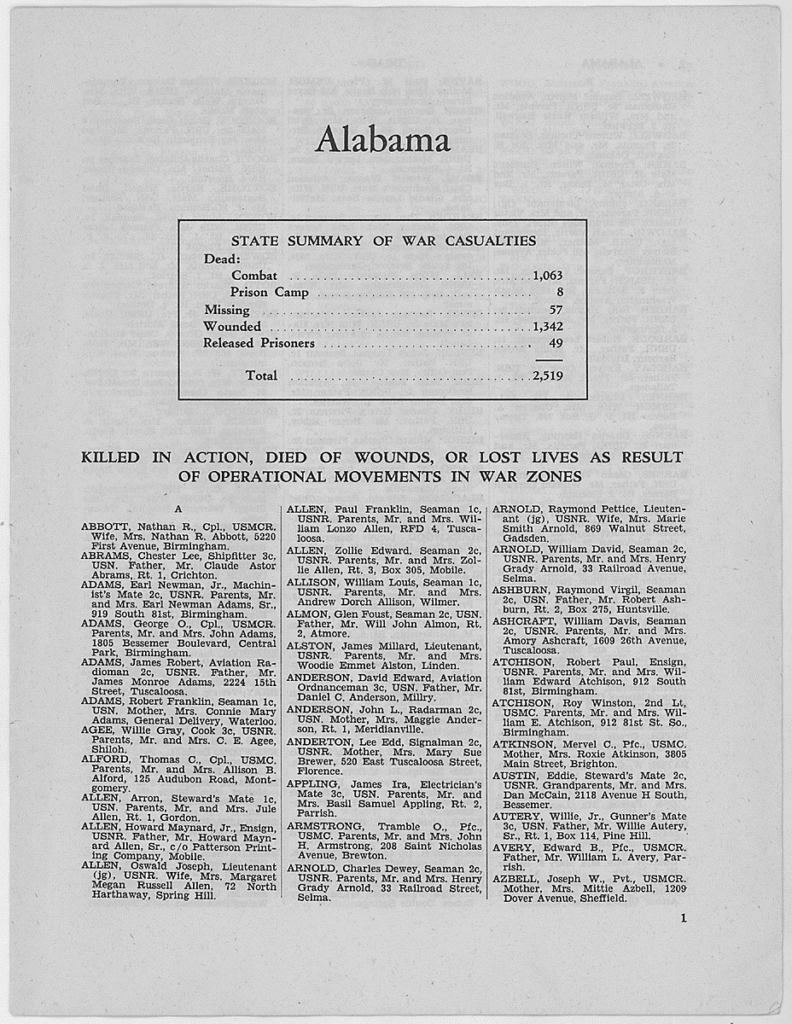 Alabama
STATE SUMMARY OF WAR CASUALTIES
Dead:
Combat ................................ 1,063
Prison Camp ............................ 8
Missing .................................... 57
Wounded ................................ 1,342
Released Prisoners .......................... 49
Total ................................ 2,519
KILLED IN ACTION, DIED OF WOUNDS, OR LOST LIVES AS RESULT
OF OPERATIONAL MOVEMENTS IN WAR ZONES
A
ABBOTT, Nathan R., Cpl., USMCR.
Wife, Mrs. Nathan R. Abbott, 5220
First Avenue, Birmingham.
ABRAMS, Chester Lee, Shipfitter 3c,
USN. Father, Mr. Claude Astor
Abrams, Rt. 1, Crichton.
ADAMS, Earl Newman, Jr., Machin-
ist's Mate 2c, USNR. Parents, Mr.
and Mrs. Earl Newman Adams, Sr.,
919 South 81st, Birmingham.
ADAMS, George O., Cpl., USMCR.
Parents, Mr. and Mrs. John Adams,
1805 Bessemer Boulevard, Central
Park, Birmingham.
ADAMS, James Robert, Aviation Ra-
dioman 2c, USNR. Father, Mr.
James Monroe Adams, 2224 15th
Street, Tuscaloosa.
ADAMS, Robert Franklin, Seaman 1c,
USN. Mother, Mrs. Connie Mary
Adams, General Delivery, Waterloo.
AGEE, Willie Gray, Cook 3c, USNR.
Parents, Mr. and Mrs. C. E. Agee,
Shiloh.
ALFORD, Thomas C., Cpl., USMC.
Parents, Mr. and Mrs. Allison B.
Alford, 125 Audubon Road, Mont-
gomery.
ALLEN, Arron, Steward's Mate 1c,
USN. Parents, Mr. and Mrs. Jule
Allen, Rt. 1, Gordon.
ALLEN, Howard Maynard, Jr., Ensign,
USNR. Father, Mr. Howard Mayn-
ard Allen, Sr., c/o Patterson Print-
ing Company, Mobile.
ALLEN, Oswald Joseph, Lieutenant
(jg), USNR. Wife, Mrs. Margaret
Megan Russell Allen, 72 North
Harthaway, Spring Hill.
ALLEN, Paul Franklin, Seaman 1c,
USNR. Parents, Mr. and Mrs. Wil-
liam Lonzo Allen, RFD 4, Tusca-
loosa.
ALLEN, Zollie Edward, Seaman 2c,
USN. Parents, Mr. and Mrs. Zol-
lie Allen, Rt. 3, Box 305, Mobile.
ALLISON, William Louis, Seaman 1c,
USNR. Parents, Mr. and Mrs.
Andrew Dorch Allison, Wilmer.
ALMON, Glen Foust, Seaman 2c, USN.
Father, Mr. Will John Almon, Rt.
2, Atmore.
ALSTON, James Millard, Lieutenant,
USNR. Parents, Mr. and Mrs.
Woodie Emmet Alston, Linden.
ANDERSON, David Edward, Aviation
Ordnanceman 3c, USN. Father, Mr.
Daniel C. Anderson, Millry.
ANDERSON, John L., Radarman 2c,
USN. Mother, Mrs. Maggie Ander-
son, Rt. 1, Meridianville.
ANDERTON, Lee Edd, Signalman 2c,
USNR. Mother, Mrs. Mary Sue
Brewer, 520 East Tuscaloosa Street,
Florence.
APPLING, James Ira, Electrician's
Mate 3c, USN. Parents, Mr. and
Mrs. Basil Samuel Appling, Rt. 2,
Parrish.
ARMSTRONG, Tramble O., Pfc.,
USMC. Parents, Mr. and Mrs. John
H. Armstrong, 208 Saint Nicholas
Avenue, Brewton.
ARNOLD, Charles Dewey, Seaman 2c,
USNR. Parents, Mr. and Mrs. Henry
Grady Arnold, 33 Railroad Street,
Selma.
ARNOLD, Raymond Pettice, Lieuten-
ant (jg), USNR. Wife, Mrs. Marie
Smith Arnold, 869 Walnut Street,
Gadsden.
ARNOLD, William David, Seaman 2c,
USNR. Parents, Mr. and Mrs. Henry
Grady Arnold, 33 Railroad Avenue,
Selma.
ASHBURN, Raymond Virgil, Seaman
2c, USN. Father, Mr. Robert Ash-
burn, Rt. 2, Box 275, Huntsville.
ASHCRAFT, William Davis, Seaman
2c, USNR. Parents, Mr. and Mrs.
Amory Ashcraft, 1609 26th Avenue,
Tuscaloosa.
ATCHISON, Robert Paul, Ensign,
USNR. Parents, Mr. and Mrs. Wil-
liam Edward Atchison, 912 South
81st, Birmingham.
ATCHISON, Roy Winston, 2nd Lt,
USMC. Parents, Mr. and Mrs. Wil-
liam E. Atchison, 912 81st St. So.,
Birmingham.
ATKINSON, Mervel C., Pfc., USMC.
Mother, Mrs. Roxie Atkinson, 3805
Main Street, Brighton.
AUSTIN, Eddie, Steward's Mate 2c,
USNR. Grandparents, Mr. and Mrs.
Dan McCain, 2118 Avenue H South,
Bessemer.
AUTERY, Willie, Jr., Gunner's Mate
3c, USN. Father, Mr. Willie Autery,
Sr., Rt. 1, Box 114, Pine Hill.
AVERY, Edward B., Pfc., USMCR.
Father, Mr. William L. Avery, Par-
rish.
AZBELL, Joseph W., Pvt., USMCR.
Mother, Mrs. Mittie Azbell, 1209
Dover Avenue, Sheffield.
1